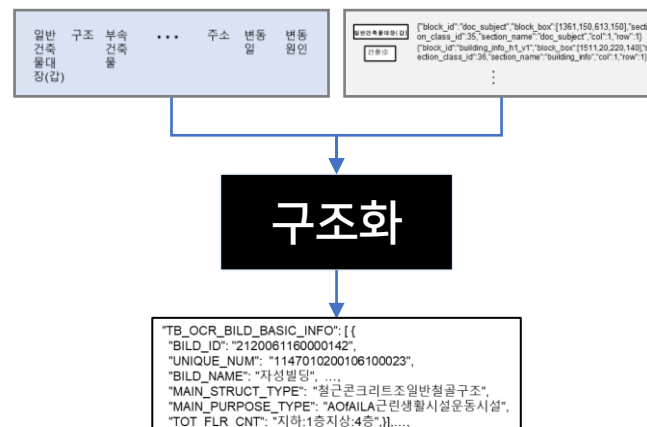 일반 구조 부속 ... 주소 변동 변동
건축 건축 일 원인
물대 물
장(갑)
일반건축물대장(갑)
건물ID
{"block_id":"doc_subject","block_box":[1361,150,613,150],"secti
on_class_id":35,"section_name":"doc_subject","col":1,"row":1}
{"block_id":"building_info_h1_v1","block_box":[1511,20,220,140],"s
ection_class_id":36,"section_name":"building_info","col":1,"row":1}
⋮
구조화
"TB_OCR_BILD_BASIC_INFO": [ {
"BILD_ID": "2120061160000142",
"UNIQUE_NUM": "1147010200106100023",
"BILD_NAME": "자성빌딩", ...,
"MAIN_STRUCT_TYPE": "철근콘크리트조일반철골구조",
"MAIN_PURPOSE_TYPE": "AOfAILA근린생활시설운동시설",
"TOT_FLR_CNT": "지하:1층지상:4층",}],...,